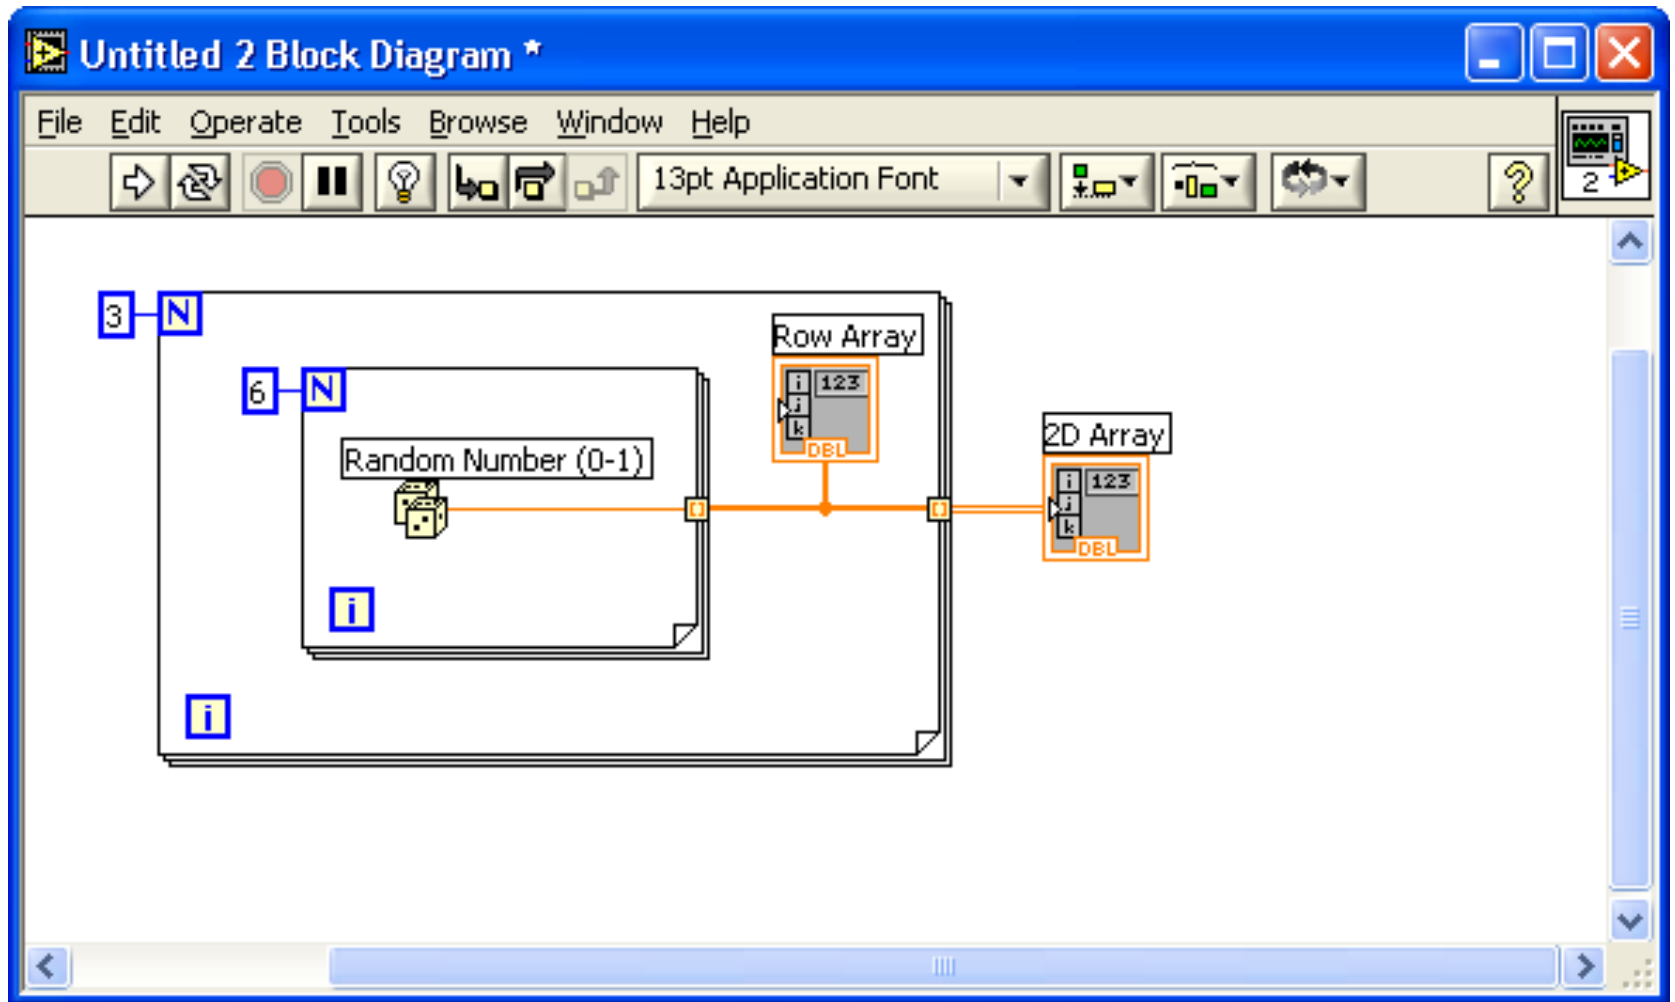 Untitled 2 Block Diagram *
File Edit Operate Tools Browse Window Help
13pt Application Font
?
2
3
N
Row Array
6
N
i 123
j
k
DBL
2D Array
Random Number (0-1)
i 123
j
k
DBL
i
i